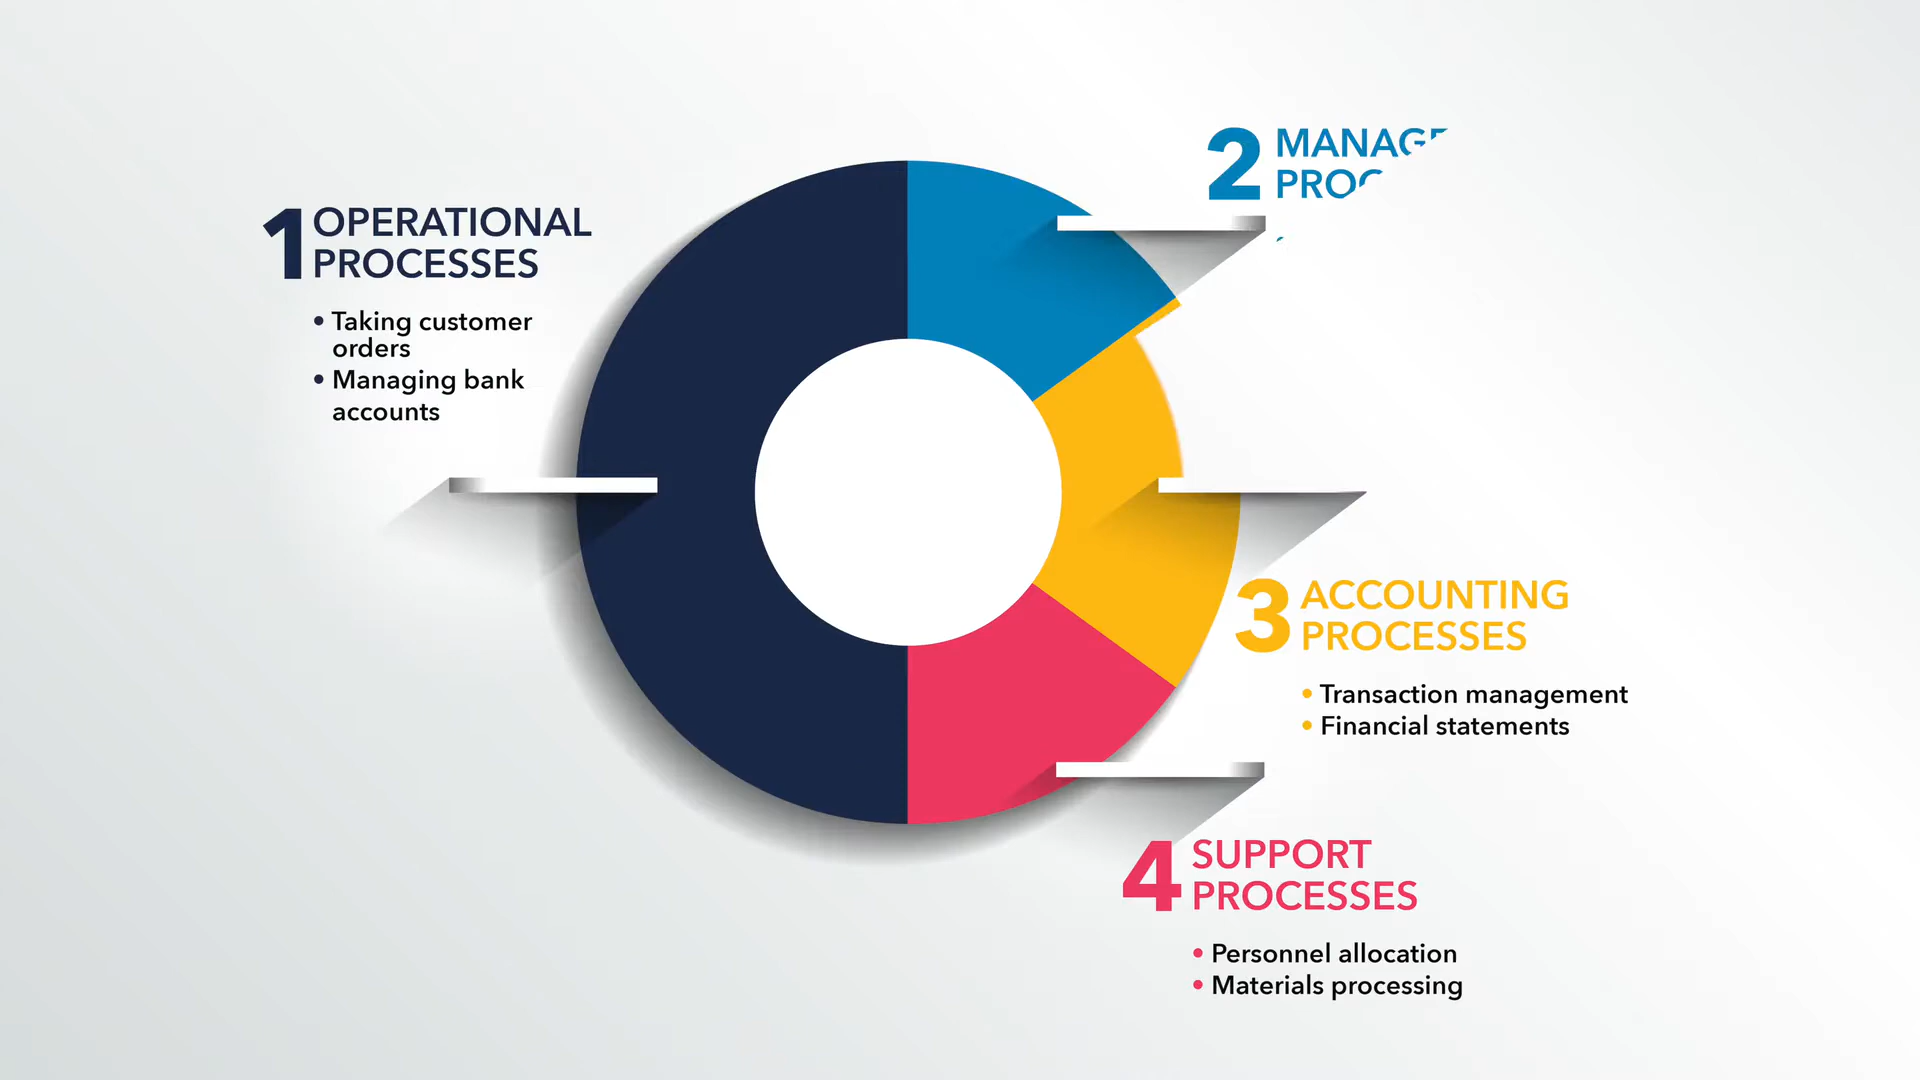 1 OPERATIONAL
PROCESSES
• Taking customer
orders
• Managing bank
accounts
2
3 ACCOUNTING
PROCESSES
• Transaction management
• Financial statements
4 SUPPORT
PROCESSES
• Personnel allocation
• Materials processing